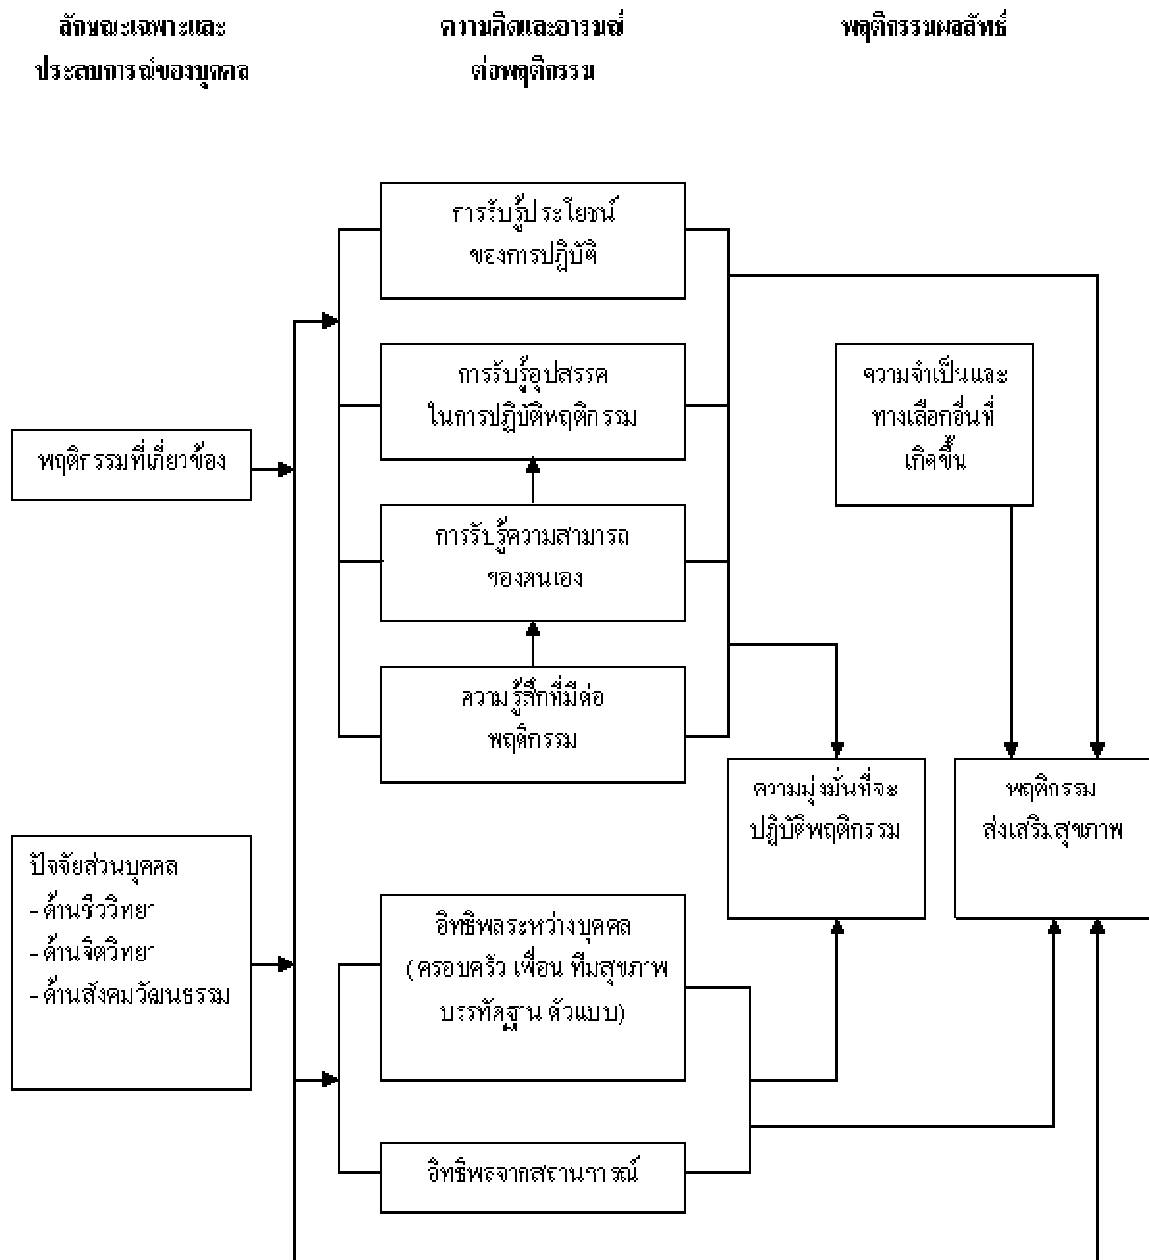 ลักษณะเฉพาะและ
ประสบการณ์ของบุคคล
ความคิดและอารมณ์
ต่อพฤติกรรม
พฤติกรรมผลลัพธ์
การรับรู้ประโยชน์
ของการปฏิบัติ
การรับรู้อุปสรรค
ในการปฏิบัติพฤติกรรม
ความจำเป็นและ
ทางเลือกอื่นที่
เกิดขึ้น
พฤติกรรมที่เกี่ยวข้อง
การรับรู้ความสามารถ
ของตนเอง
ความรู้สึกที่มีต่อ
พฤติกรรม
ความมุ่งมั่นที่จะ
ปฏิบัติพฤติกรรม
พฤติกรรม
ส่งเสริมสุขภาพ
ปัจจัยส่วนบุคคล
-ด้านชีววิทยา
-ด้านจิตวิทยา
-ด้านสังคมวัฒนธรรม
อิทธิพลระหว่างบุคคล
(ครอบครัว เพื่อน ทีมสุขภาพ
บรรทัดฐาน ตัวแบบ)
อิทธิพลจากสถานการณ์